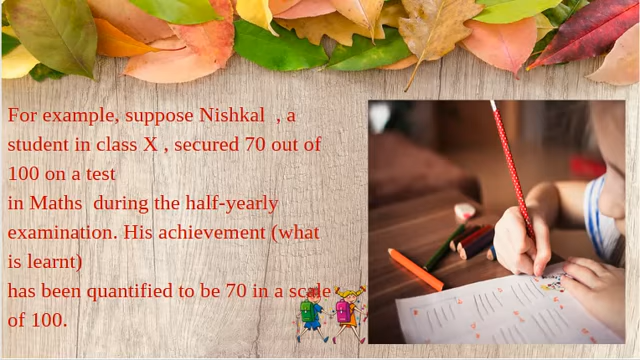 For example, suppose Nishkal , a
student in class X , secured 70 out of
100 on a test
in Maths during the half-yearly
examination. His achievement (what
is learnt)
has been quantified to be 70 in a scale
of 100.